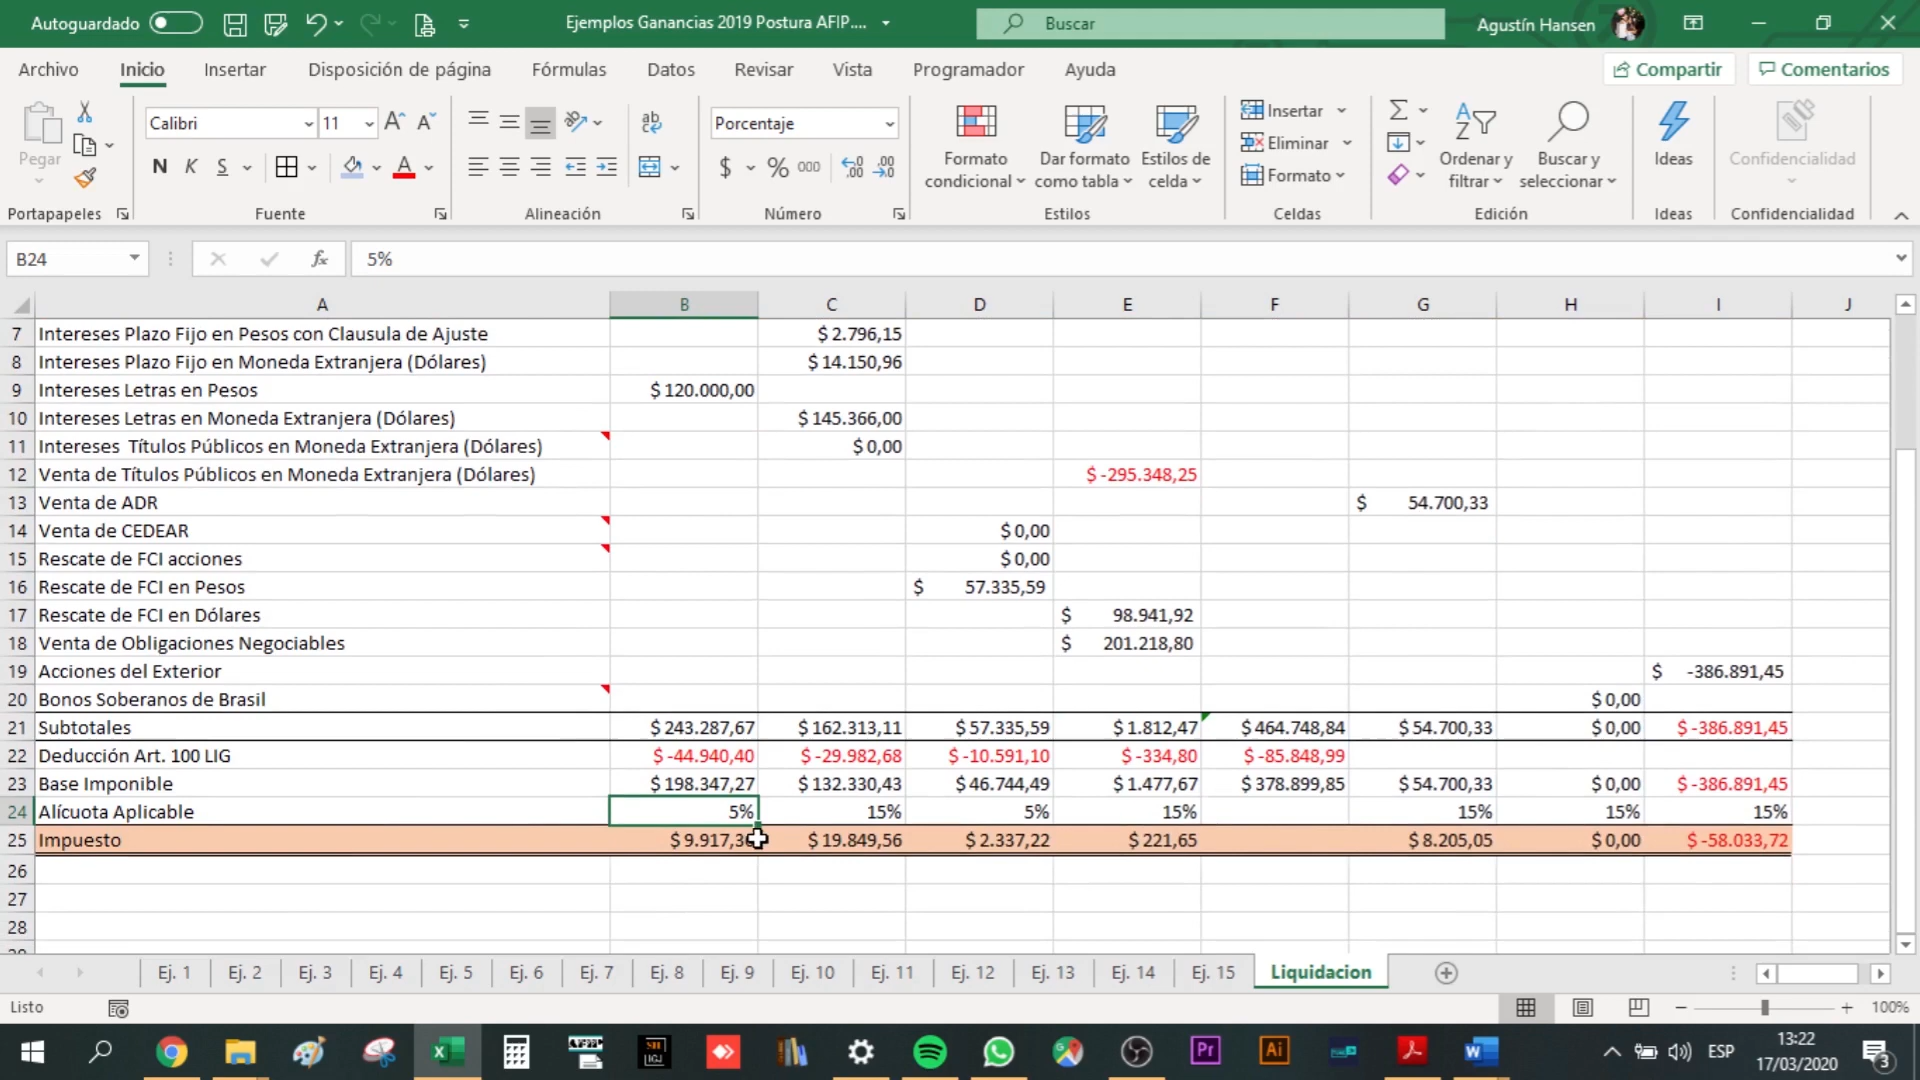 Autoguardado
Ejemplos Ganancias 2019 Postura AFIP....
Buscar
Agustín Hansen
Archivo Inicio Insertar Disposición de página Fórmulas Datos Revisar Vista Programador Ayuda
Compartir Comentarios
Pegar
Calibri 11
N K S
Porcentaje
$ % 000
Formato condicional
Dar formato como tabla
Estilos de celda
Insertar
Eliminar
Formato
Ordenar y filtrar
Buscar y seleccionar
Ideas
Confidencialidad
Portapapeles Fuente Alineación Número Estilos Celdas Edición Ideas Confidencialidad
B24 fx 5%
A B C D E F G H I J
7 Intereses Plazo Fijo en Pesos con Clausula de Ajuste $ 2.796,15
8 Intereses Plazo Fijo en Moneda Extranjera (Dólares) $ 14.150,96
9 Intereses Letras en Pesos $ 120.000,00
10 Intereses Letras en Moneda Extranjera (Dólares) $ 145.366,00
11 Intereses Títulos Públicos en Moneda Extranjera (Dólares) $ 0,00
12 Venta de Títulos Públicos en Moneda Extranjera (Dólares) $ -295.348,25
13 Venta de ADR $ 54.700,33
14 Venta de CEDEAR $ 0,00
15 Rescate de FCI acciones $ 0,00
16 Rescate de FCI en Pesos $ 57.335,59
17 Rescate de FCI en Dólares $ 98.941,92
18 Venta de Obligaciones Negociables $ 201.218,80
19 Acciones del Exterior $ -386.891,45
20 Bonos Soberanos de Brasil $ 0,00
21 Subtotales $ 243.287,67 $ 162.313,11 $ 57.335,59 $ 1.812,47 $ 464.748,84 $ 54.700,33 $ 0,00 $ -386.891,45
22 Deducción Art. 100 LIG $ -44.940,40 $ -29.982,68 $ -10.591,10 $ -334,80 $ -85.848,99
23 Base Imponible $ 198.347,27 $ 132.330,43 $ 46.744,49 $ 1.477,67 $ 378.899,85 $ 54.700,33 $ 0,00 $ -386.891,45
24 Alícuota Aplicable 5% 15% 5% 15% 15% 15% 15%
25 Impuesto $ 9.917,3 $ 19.849,56 $ 2.337,22 $ 221,65 $ 8.205,05 $ 0,00 $ -58.033,72
26
27
28
Ej. 1 Ej. 2 Ej. 3 Ej. 4 Ej. 5 Ej. 6 Ej. 7 Ej. 8 Ej. 9 Ej. 10 Ej. 11 Ej. 12 Ej. 13 Ej. 14 Ej. 15 Liquidacion
Listo
100%
Pr Ai
ESP
13:22
17/03/2020
3